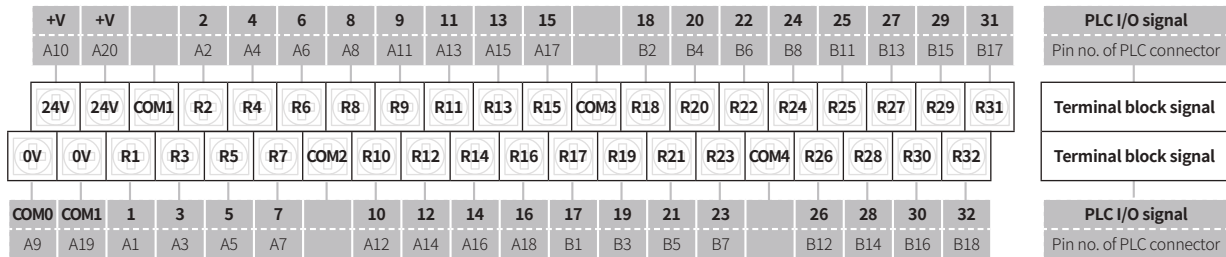 +V +V 2 4 6 8 9 11 13 15 18 20 22 24 25 27 29 31 PLC I/O signal
A10 A20 A2 A4 A6 A8 A11 A13 A15 A17 B2 B4 B6 B8 B11 B13 B15 B17 Pin no. of PLC connector
24V 24V COM1 R2 R4 R6 R8 R9 R11 R13 R15 COM3 R18 R20 R22 R24 R25 R27 R29 R31 Terminal block signal
0V 0V R1 R3 R5 R7 COM2 R10 R12 R14 R16 R17 R19 R21 R23 COM4 R26 R28 R30 R32 Terminal block signal
COM0 COM1 1 3 5 7 10 12 14 16 17 19 21 23 26 28 30 32 PLC I/O signal
A9 A19 A1 A3 A5 A7 A12 A14 A16 A18 B1 B3 B5 B7 B12 B14 B16 B18 Pin no. of PLC connector